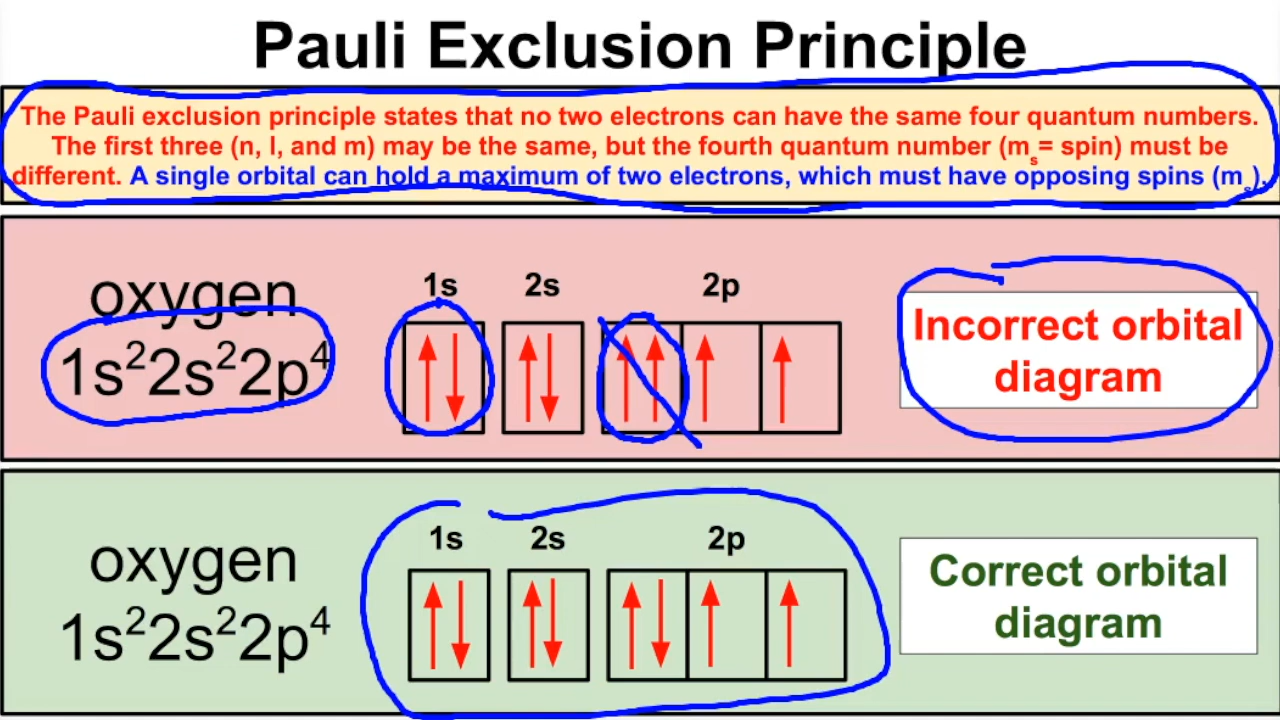 Pauli Exclusion Principle
The Pauli exclusion principle states that no two electrons can have the same four quantum numbers.
The first three (n, l, and m) may be the same, but the fourth quantum number (mₛ= spin) must be
different. A single orbital can hold a maximum of two electrons, which must have opposing spins (mₛ).
oxygen
1s²2s²2p⁴
1s 2s 2p
Incorrect orbital
diagram
oxygen
1s²2s²2p⁴
1s 2s 2p
Correct orbital
diagram